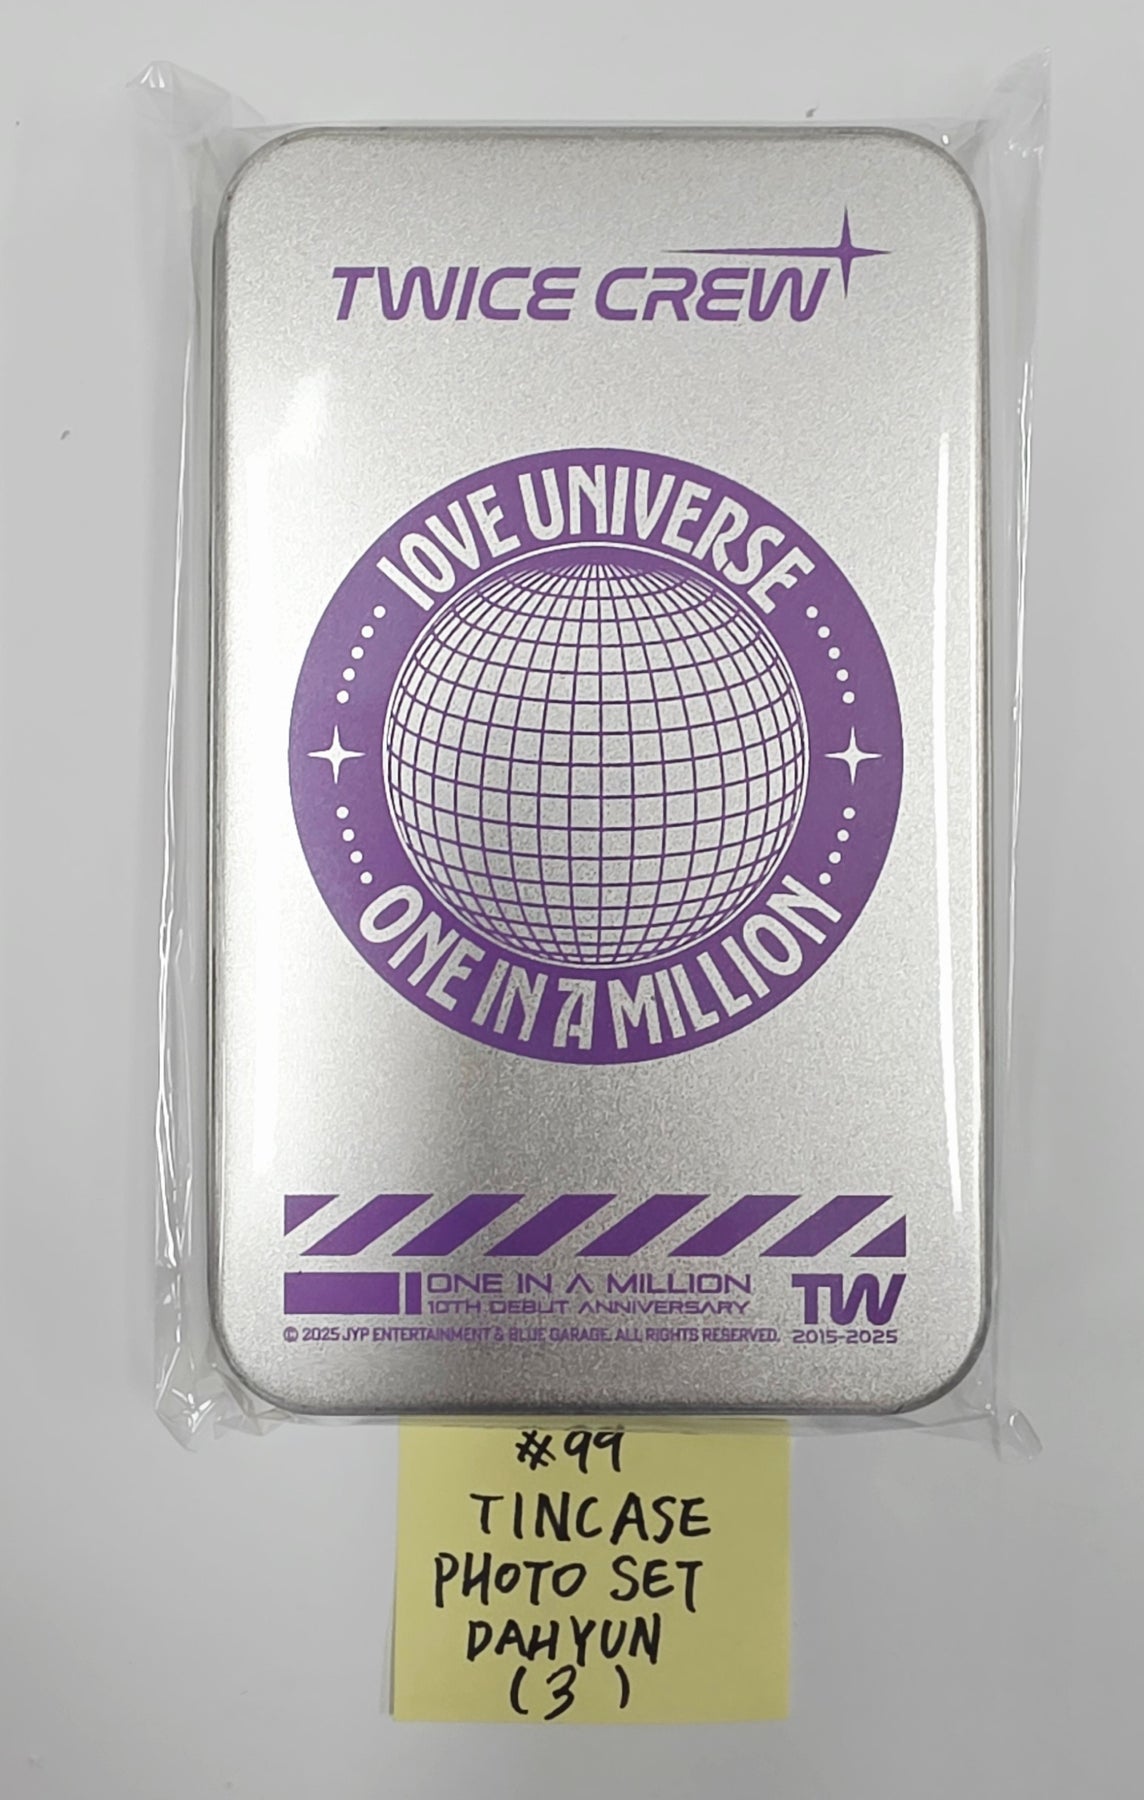 TWICE CREW
10VE UNIVERSE
ONE IN A MILLION
ONE IN A MILLION
10TH DEBUT ANNIVERSARY
TW
© 2025 JYP ENTERTAINMENT & BLUE GARAGE. ALL RIGHTS RESERVED.
2015-2025
#99
TINCASE
PHOTO SET
DAHYUN
(3)